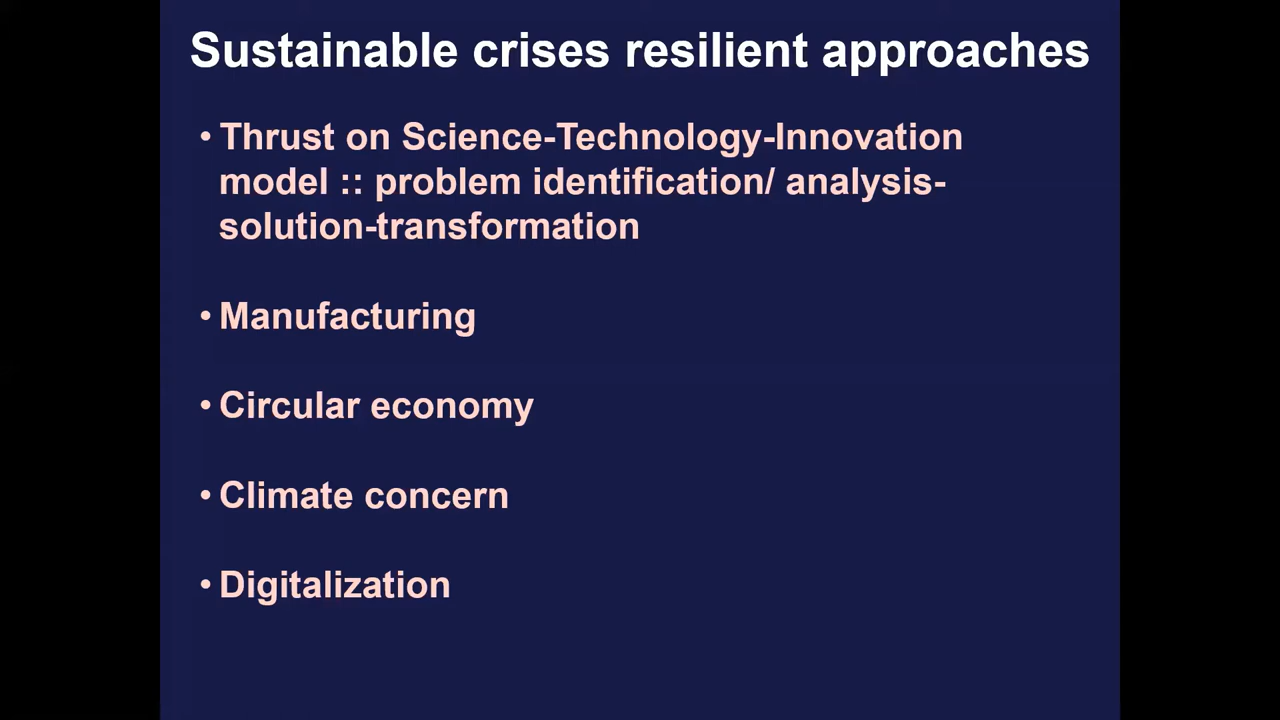 Sustainable crises resilient approaches
• Thrust on Science-Technology-Innovation
model :: problem identification/ analysis-
solution-transformation
• Manufacturing
• Circular economy
• Climate concern
• Digitalization